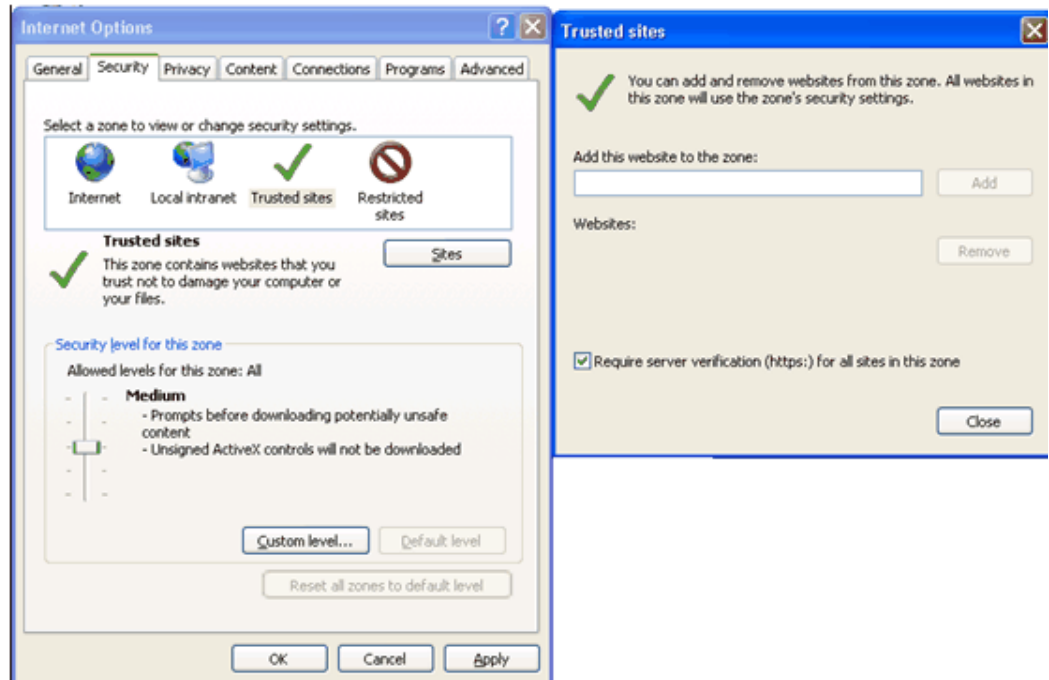 Internet Options
General Security Privacy Content Connections Programs Advanced
Select a zone to view or change security settings.
Internet Local intranet Trusted sites Restricted
sites
Trusted sites
Sites
This zone contains websites that you
trust not to damage your computer or
your files.
Security level for this zone
Allowed levels for this zone: All
Medium
- Prompts before downloading potentially unsafe
content
- Unsigned ActiveX controls will not be downloaded
Custom level... Default level
Reset all zones to default level
OK Cancel Apply
Trusted sites
You can add and remove websites from this zone. All websites in
this zone will use the zone's security settings.
Add this website to the zone:
Add
Websites:
Remove
Require server verification (https:) for all sites in this zone
Close